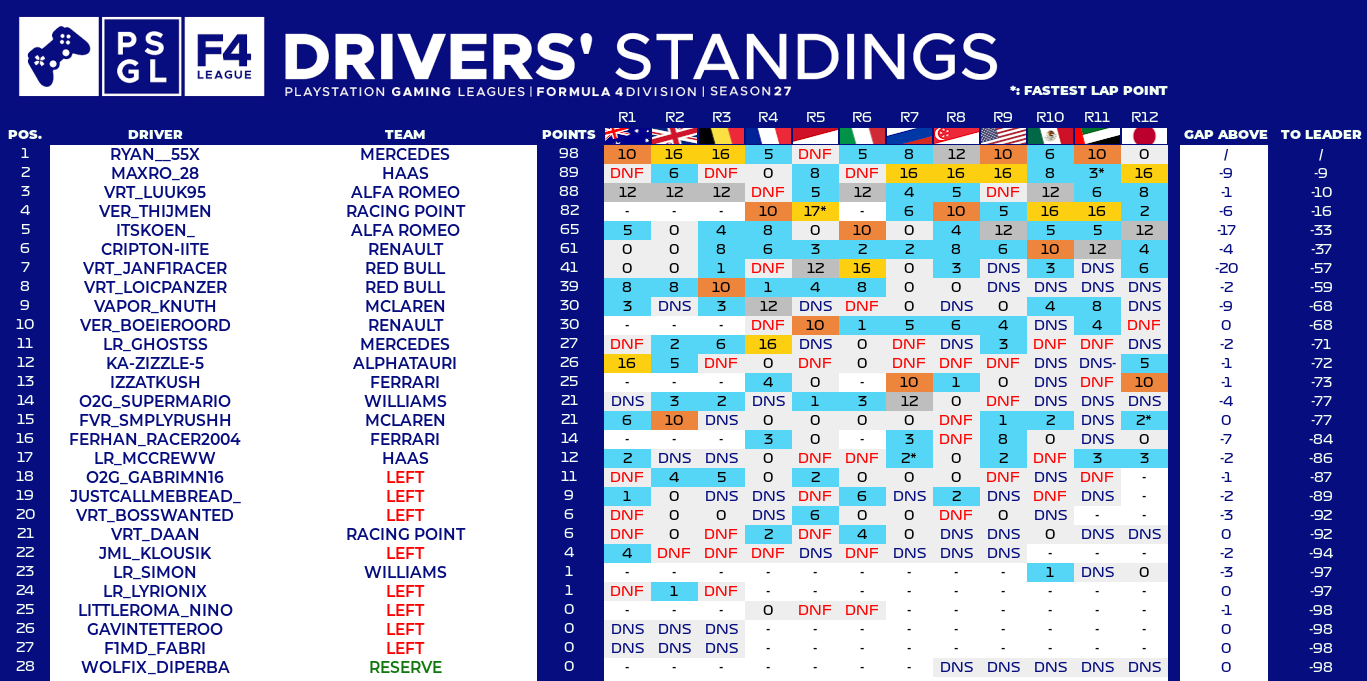 PS GL F4 LEAGUE
DRIVERS' STANDINGS
PLAYSTATION GAMING LEAGUES | FORMULA 4 DIVISION | SEASON 27
*: FASTEST LAP POINT
R1 R2 R3 R4 R5 R6 R7 R8 R9 R10 R11 R12
POS. DRIVER TEAM POINTS GAP ABOVE TO LEADER
1 RYAN__55X MERCEDES 98 10 16 16 5 DNF 5 8 12 10 6 10 0 / /
2 MAXRO_28 HAAS 89 DNF 6 DNF 0 8 DNF 16 16 16 8 3* 16 -9 -9
3 VRT_LUUK95 ALFA ROMEO 88 12 12 12 DNF 5 12 4 5 DNF 12 6 8 -1 -10
4 VER_THIJMEN RACING POINT 82 - - - 10 17* - 6 10 5 16 16 2 -6 -16
5 ITSKOEN_ ALFA ROMEO 65 5 0 4 8 0 10 0 4 12 5 5 12 -17 -33
6 CRIPTON-IITE RENAULT 61 0 0 8 6 3 2 2 8 6 10 12 4 -4 -37
7 VRT_JANF1RACER RED BULL 41 0 0 1 DNF 12 16 0 3 DNS 3 DNS 6 -20 -57
8 VRT_LOICPANZER RED BULL 39 8 8 10 1 4 8 0 0 DNS DNS DNS DNS -2 -59
9 VAPOR_KNUTH MCLAREN 30 3 DNS 3 12 DNS DNF 0 DNS 0 4 8 DNS -9 -68
10 VER_BOEIEROORD RENAULT 30 - - - DNF 10 1 5 6 4 DNS 4 DNF 0 -68
11 LR_GHOSTSS MERCEDES 27 DNF 2 6 16 DNS 0 DNF DNS 3 DNF DNF DNS -2 -71
12 KA-ZIZZLE-5 ALPHATAURI 26 16 5 DNF 0 DNF 0 DNF DNF DNF DNS DNS- 5 -1 -72
13 IZZATKUSH FERRARI 25 - - - 4 0 - 10 1 0 DNS DNF 10 -1 -73
14 O2G_SUPERMARIO WILLIAMS 21 DNS 3 2 DNS 1 3 12 0 DNF DNS DNS DNS -4 -77
15 FVR_SMPLYRUSHH MCLAREN 21 6 10 DNS 0 0 0 0 DNF 1 2 DNS 2* 0 -77
16 FERHAN_RACER2004 FERRARI 14 - - - 3 0 - 3 DNF 8 0 DNS 0 -7 -84
17 LR_MCCREWW HAAS 12 2 DNS DNS 0 DNF DNF 2* 0 2 DNF 3 3 -2 -86
18 O2G_GABRIMN16 LEFT 11 DNF 4 5 0 2 0 0 0 DNF DNS DNF - -1 -87
19 JUSTCALLMEBREAD_ LEFT 9 1 0 DNS DNS DNF 6 DNS 2 DNS DNF DNS - -2 -89
20 VRT_BOSSWANTED LEFT 6 DNF 0 0 DNS 6 0 0 DNF 0 DNS - - -3 -92
21 VRT_DAAN RACING POINT 6 DNF 0 DNF 2 DNF 4 0 DNS DNS 0 DNS DNS 0 -92
22 JML_KLOUSIK LEFT 4 4 DNF DNF DNF DNS DNF DNS DNS DNS - - - -2 -94
23 LR_SIMON WILLIAMS 1 - - - - - - - - - 1 DNS 0 -3 -97
24 LR_LYRIONIX LEFT 1 DNF 1 DNF - - - - - - - - - 0 -97
25 LITTLEROMA_NINO LEFT 0 - - - 0 DNF DNF - - - - - - -1 -98
26 GAVINTETTEROO LEFT 0 DNS DNS DNS - - - - - - - - - 0 -98
27 F1MD_FABRI LEFT 0 DNS DNS DNS - - - - - - - - - 0 -98
28 WOLFIX_DIPERBA RESERVE 0 - - - - - - - DNS DNS DNS DNS DNS 0 -98